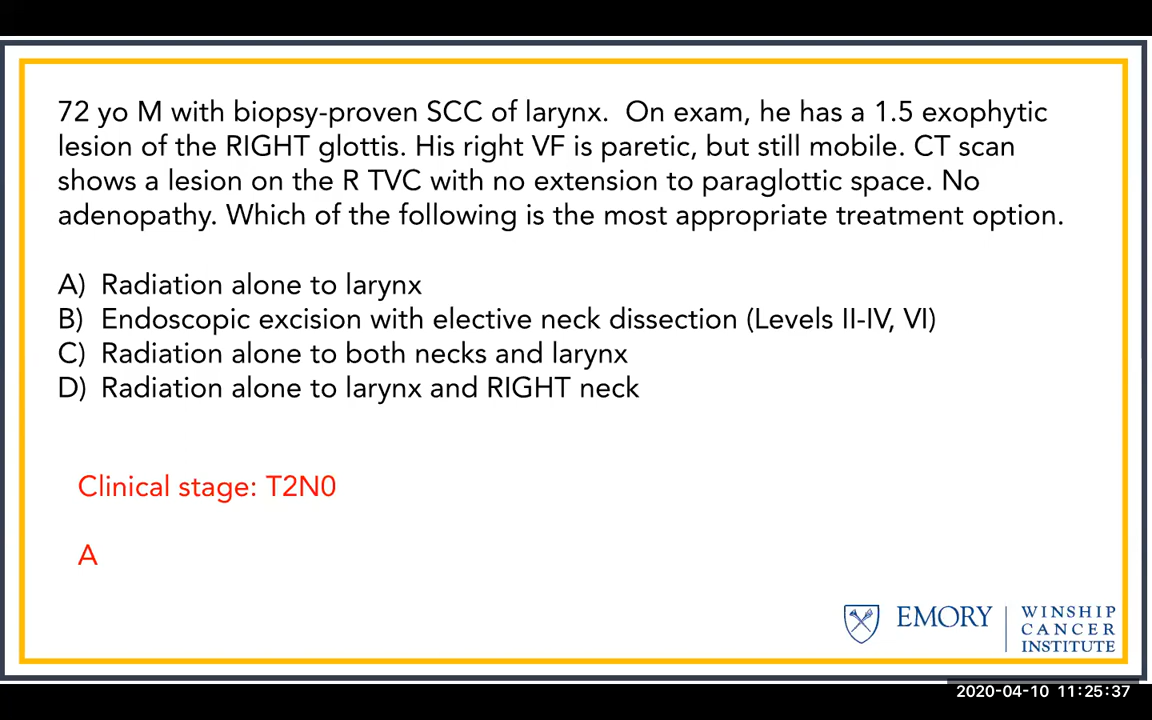 72 yo M with biopsy-proven SCC of larynx. On exam, he has a 1.5 exophytic
lesion of the RIGHT glottis. His right VF is paretic, but still mobile. CT scan
shows a lesion on the R TVC with no extension to paraglottic space. No
adenopathy. Which of the following is the most appropriate treatment option.
A) Radiation alone to larynx
B) Endoscopic excision with elective neck dissection (Levels II-IV, VI)
C) Radiation alone to both necks and larynx
D) Radiation alone to larynx and RIGHT neck
Clinical stage: T2N0
A
EMORY
WINSHIP
CANCER
INSTITUTE
2020-04-10 11:25:37